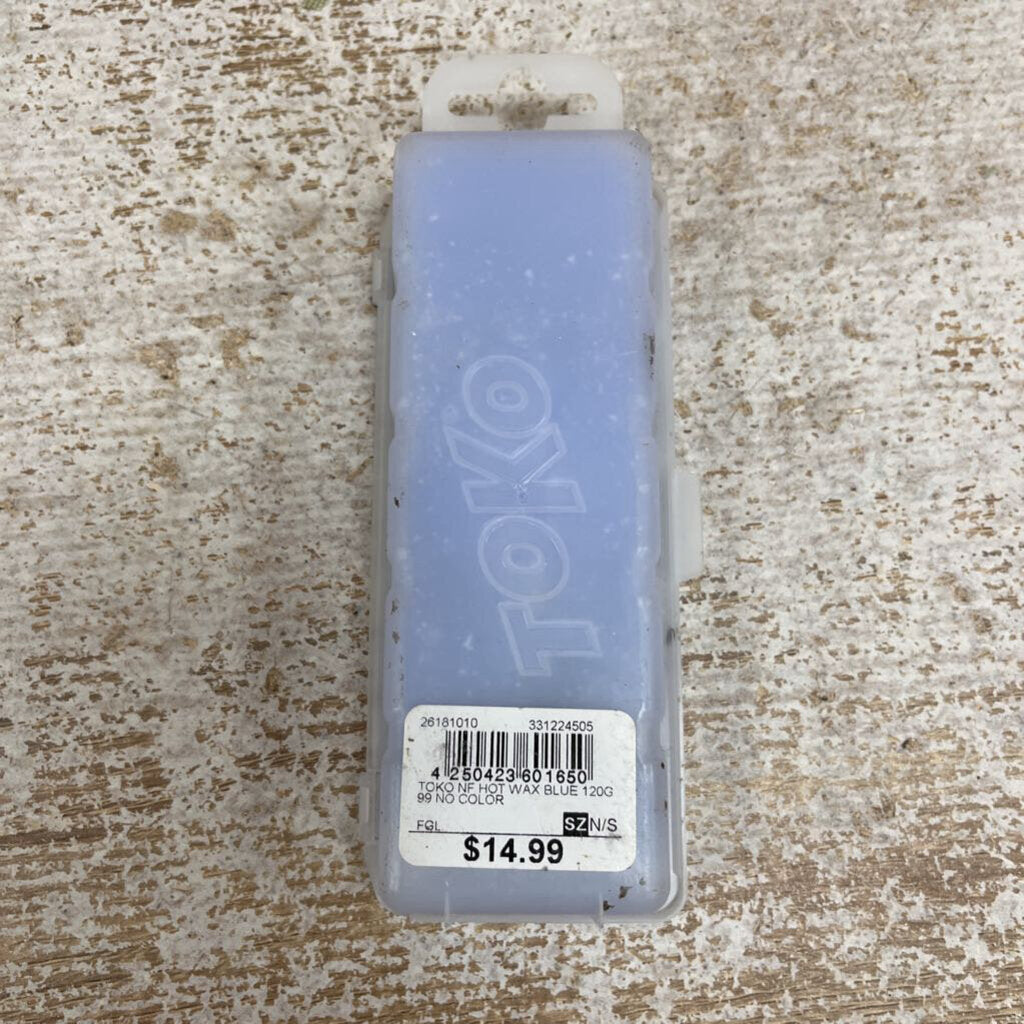 TOKO
26181010 331224505
4 250423 601650
TOKO NF HOT WAX BLUE 120G
99 NO COLOR
FGL SZ N/S
$14.99